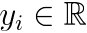 y_i ∈ ℝ